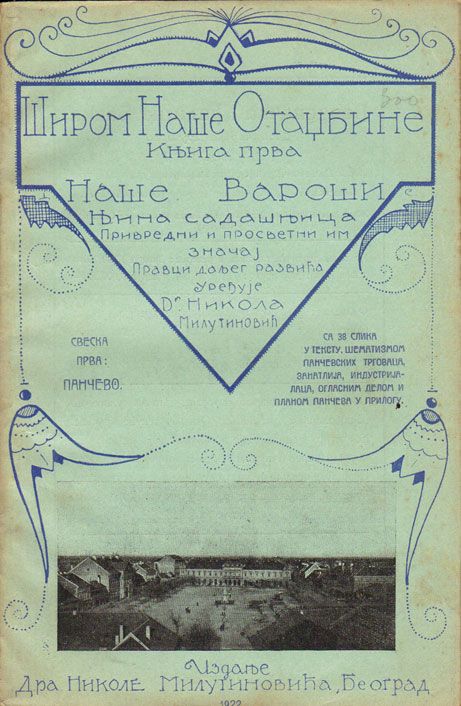 Широм Наше Отаџбине
Књига прва
Наше Вароши
Њина садашњица
Привредни и просветни им
значај
Правци даљег развића
Уређује
Dr. Никола
Милутиновић
СВЕСКА
ПРВА:
ПАНЧЕВО.
СА 38 СЛИКА
У ТЕКСТУ, ШЕМАТИЗМОМ
ПАНЧЕВСКИХ ТРГОВАЦА,
ЗАНАТЛИЈА, ИНДУСТРИЈА-
ЛАЦА, ОГЛАСНИМ ДЕЛОМ И
ПЛАНОМ ПАНЧЕВА У ПРИЛОГУ.
Издање
Дра Николе Милутиновића, Београд
1922